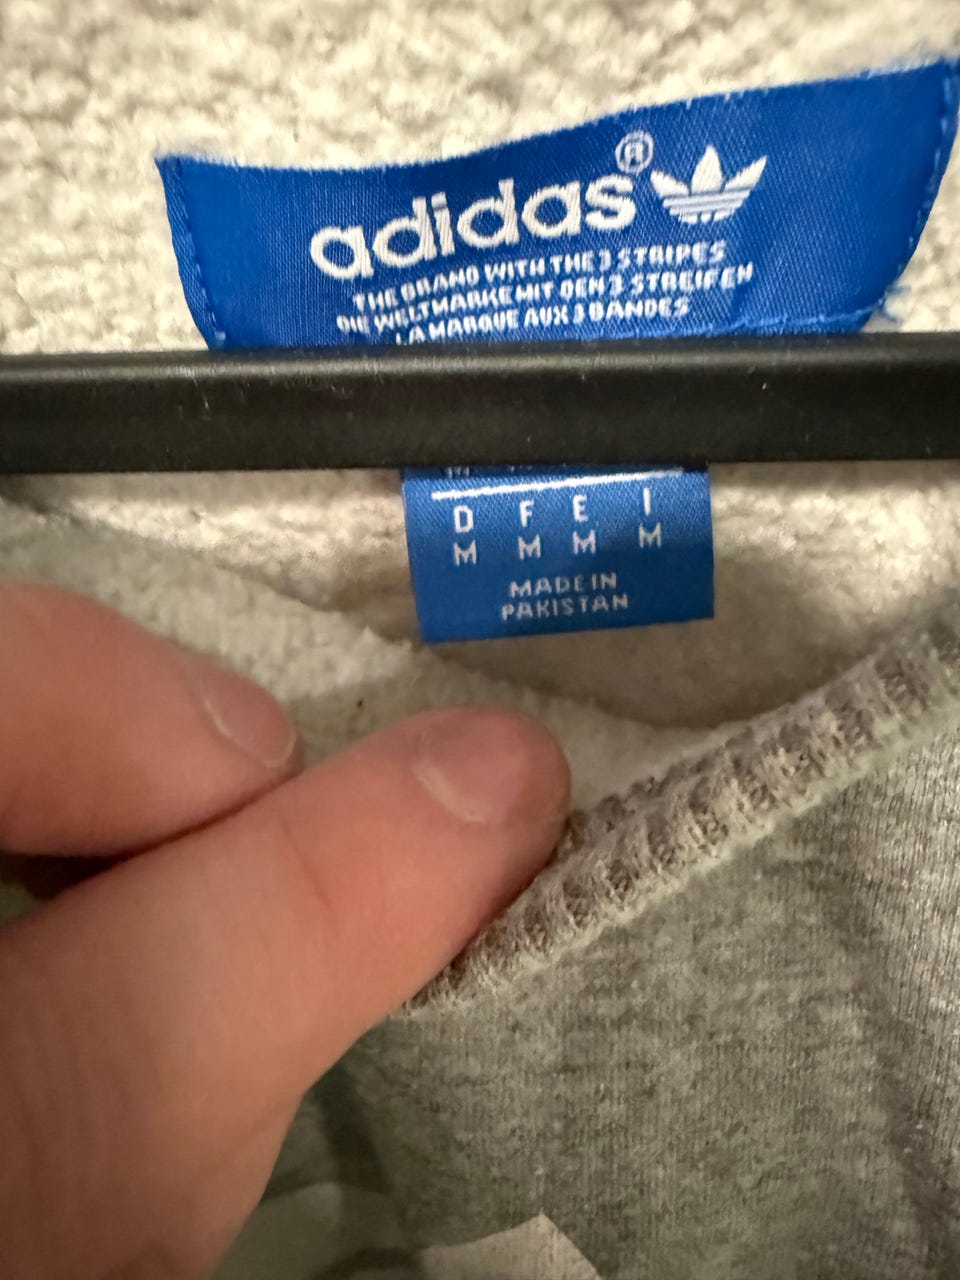 adidas®
THE BRAND WITH THE 3 STRIPES
DIE WELTMARKE MIT DEN 3 STREIFEN
LA MARQUE AUX 3 BANDES
D F E I
M M M M
MADE IN
PAKISTAN